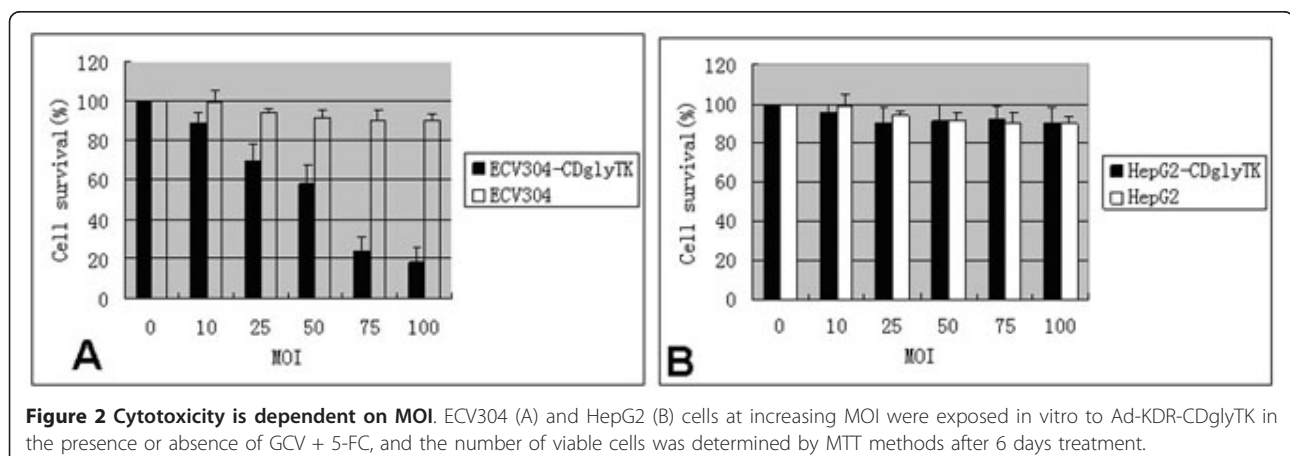 120
100
80
60
40
20
0
Cell survival(%)
0 10 25 50 75 100
MOI
A
ECV304-CDglyTK
ECV304
120
100
80
60
40
20
0
Cell survival(%)
0 10 25 50 75 100
MOI
B
HepG2-CDglyTK
HepG2
Figure 2 Cytotoxicity is dependent on MOI. ECV304 (A) and HepG2 (B) cells at increasing MOI were exposed in vitro to Ad-KDR-CDglyTK in
the presence or absence of GCV + 5-FC, and the number of viable cells was determined by MTT methods after 6 days treatment.